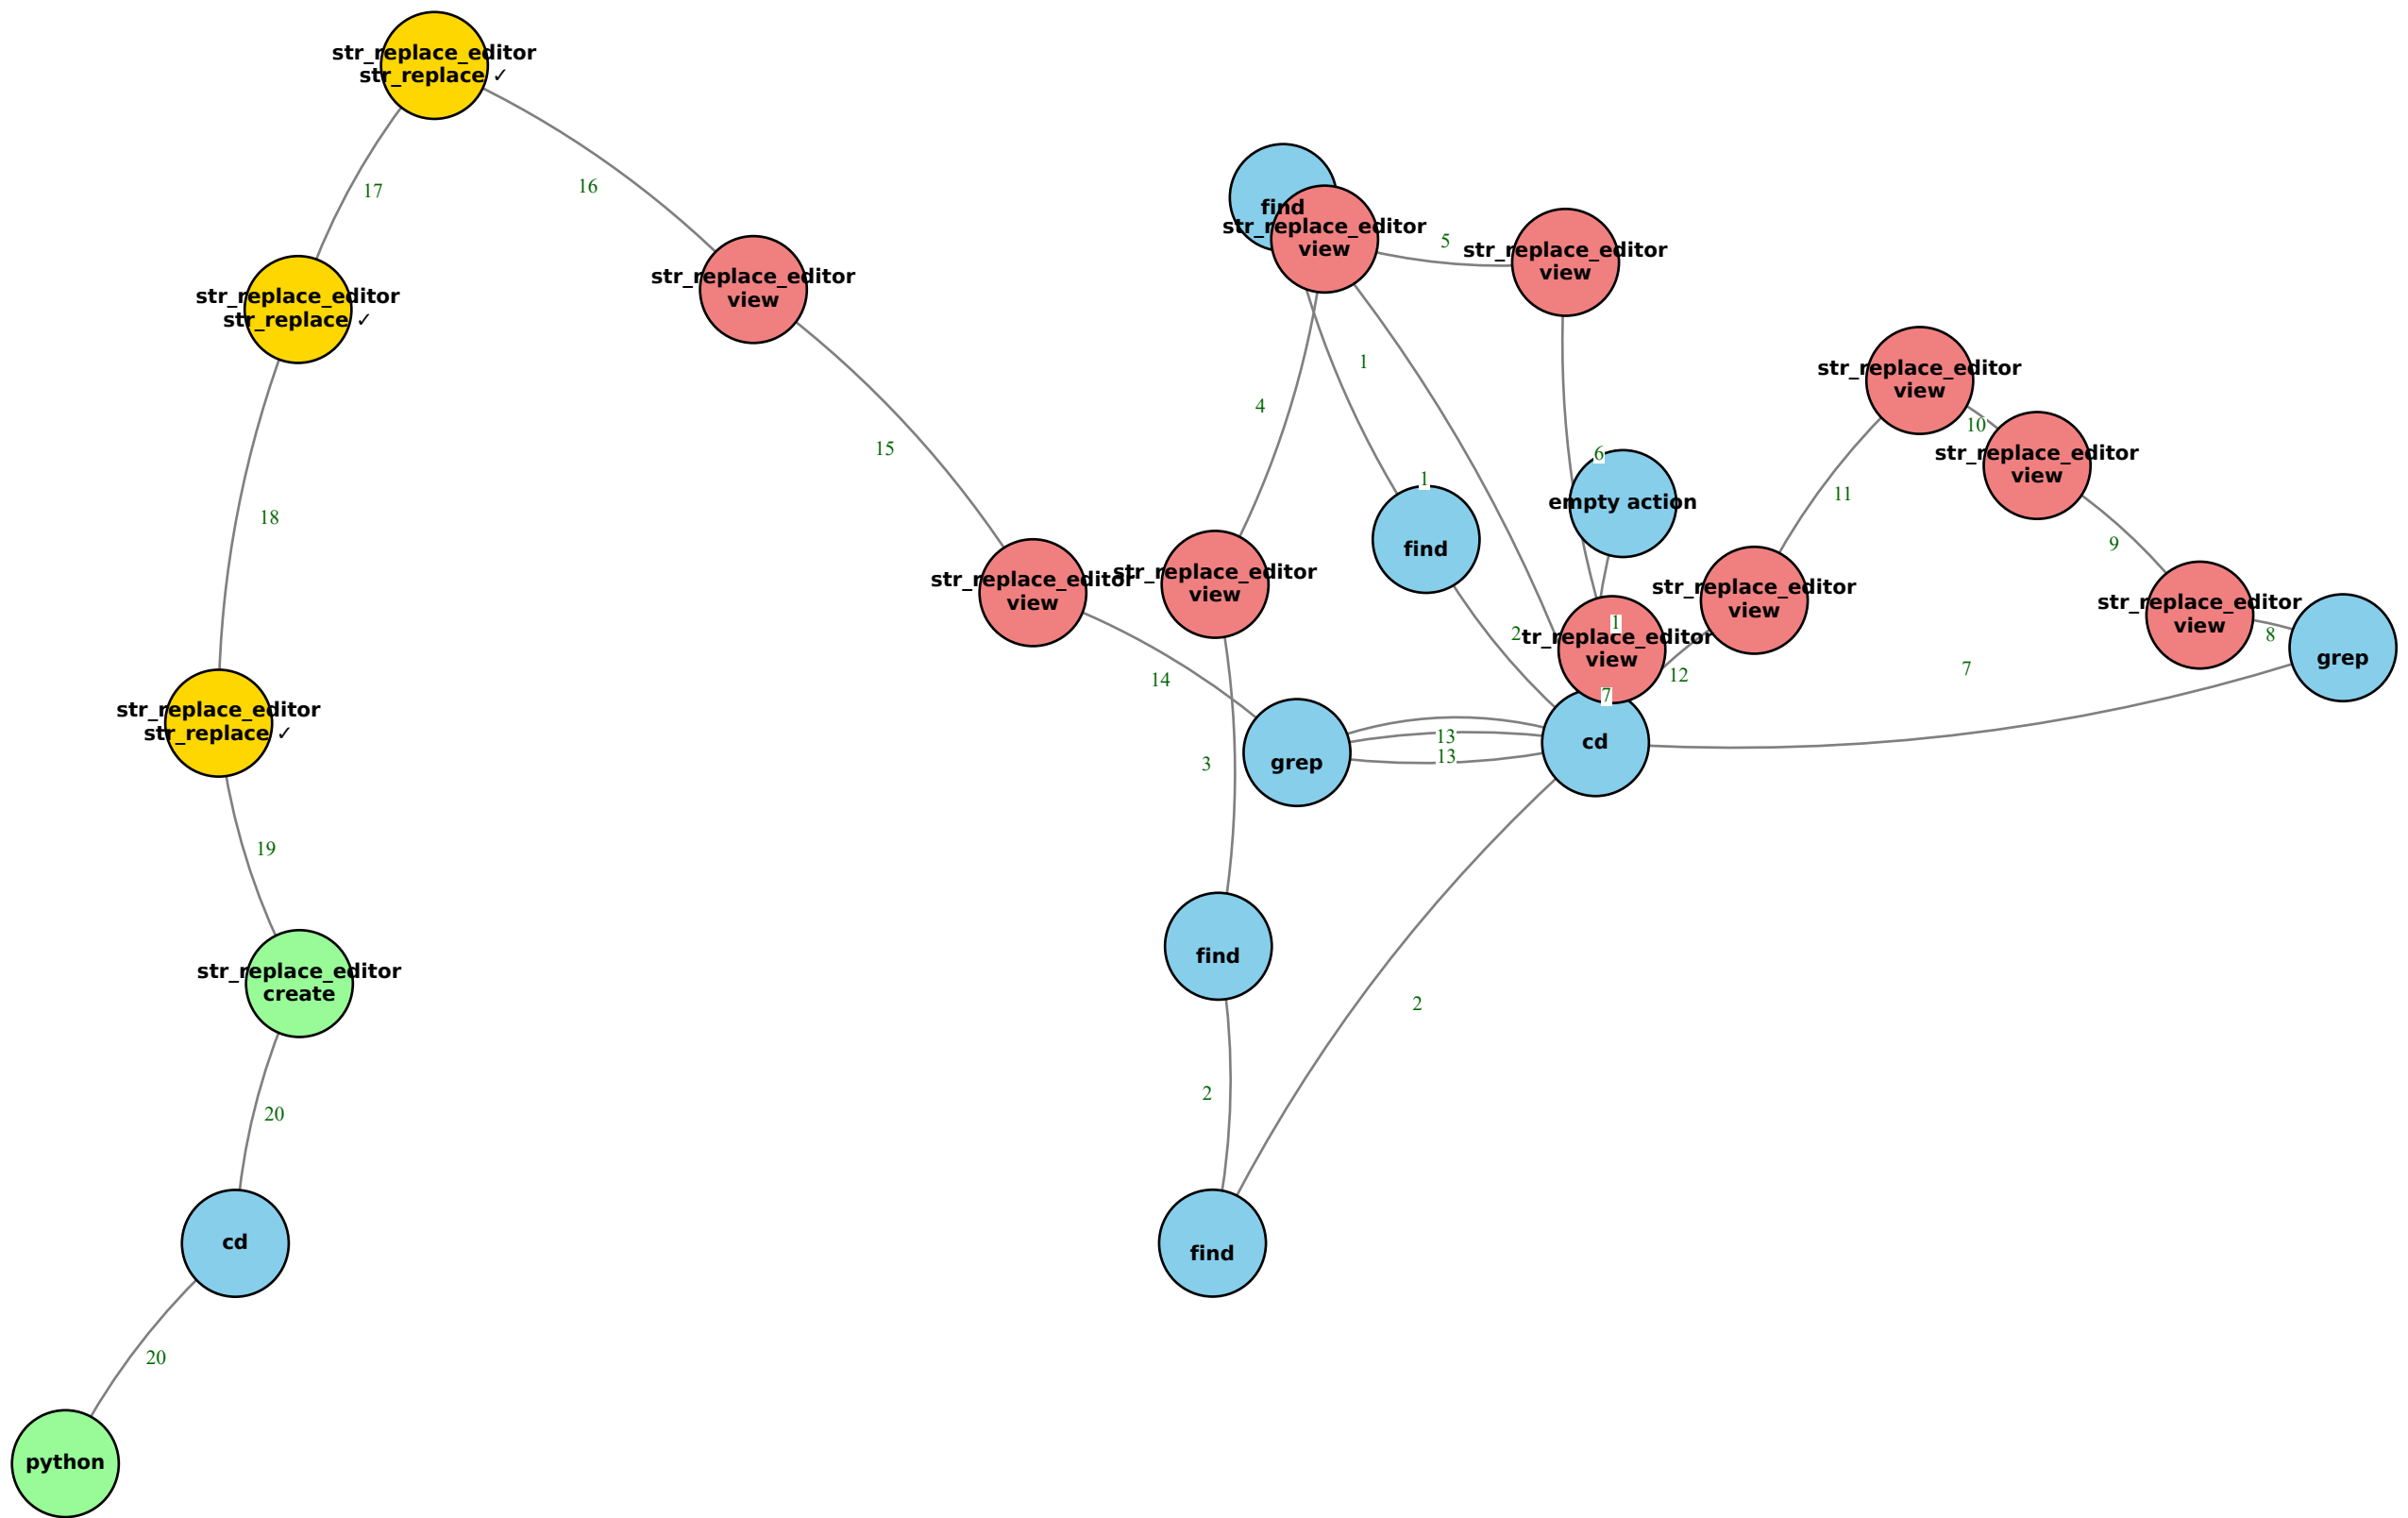 str_replace_editor
str_replace ✓
17
16
find
str_replace_editor
view
5
str_replace_editor
view
str_replace_editor
view
str_replace_editor
str_replace ✓
1
4
str_replace_editor
view
10
str_replace_editor
view
15
6
1
11
empty action
18
find
9
str_replace_editor
view
str_replace_editor
view
str_replace_editor
view
str_replace_editor
view
1
2
tr_replace_editor
view
8
grep
14
12
7
7
str_replace_editor
str_replace ✓
13
13
cd
3
grep
19
find
str_replace_editor
create
2
2
20
cd
find
20
python